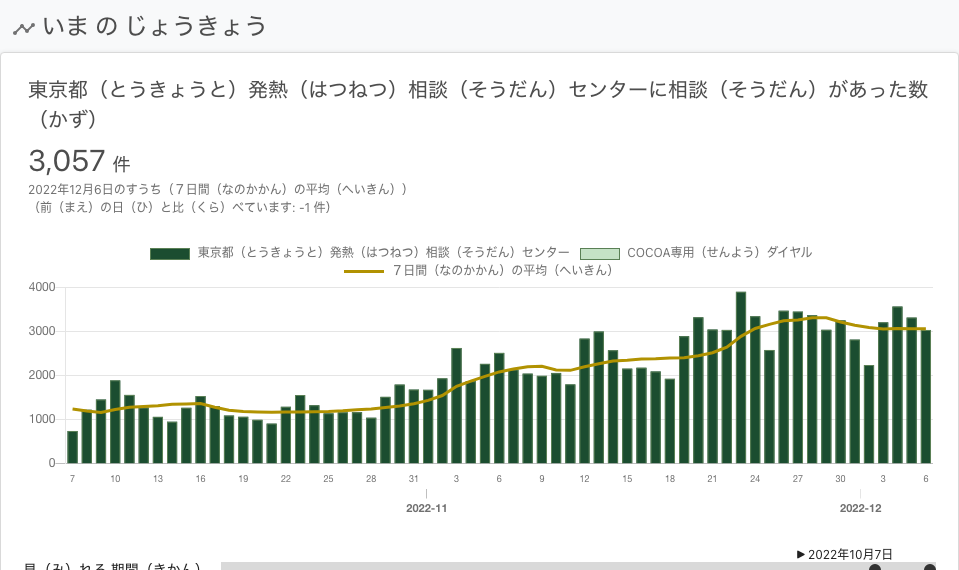 いま の じょうきょう
東京都（とうきょうと）発熱（はつねつ）相談（そうだん）センターに相談（そうだん）があった数
（かず）
3,057 件
2022年12月6日のすうち（７日間（なのかかん）の平均（へいきん））
（前（まえ）の日（ひ）と比（くら）べています: -1 件）
東京都（とうきょうと）発熱（はつねつ）相談（そうだん）センター COCOA専用（せんよう）ダイヤル
７日間（なのかかん）の平均（へいきん）
4000
3000
2000
1000
0
7 10 13 16 19 22 25 28 31 3 6 9 12 15 18 21 24 27 30 3 6
2022-11 2022-12
▶2022年10月7日
見（み）れる 期間（きかん）